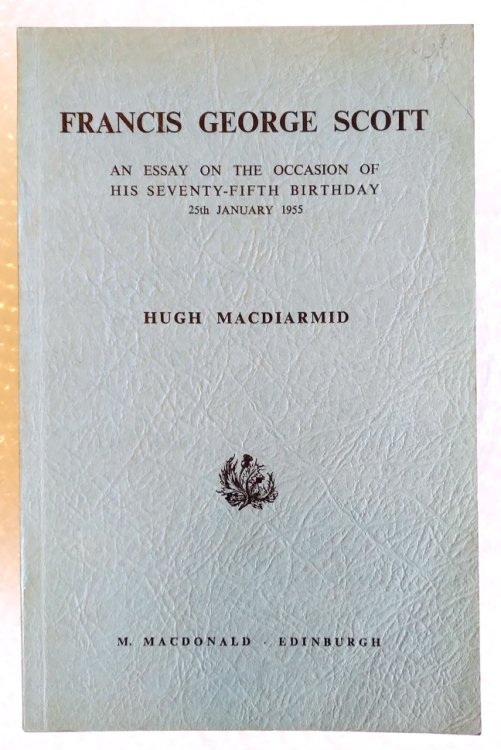 FRANCIS GEORGE SCOTT
AN ESSAY ON THE OCCASION OF
HIS SEVENTY-FIFTH BIRTHDAY
25th JANUARY 1955
HUGH MACDIARMID
M. MACDONALD · EDINBURGH